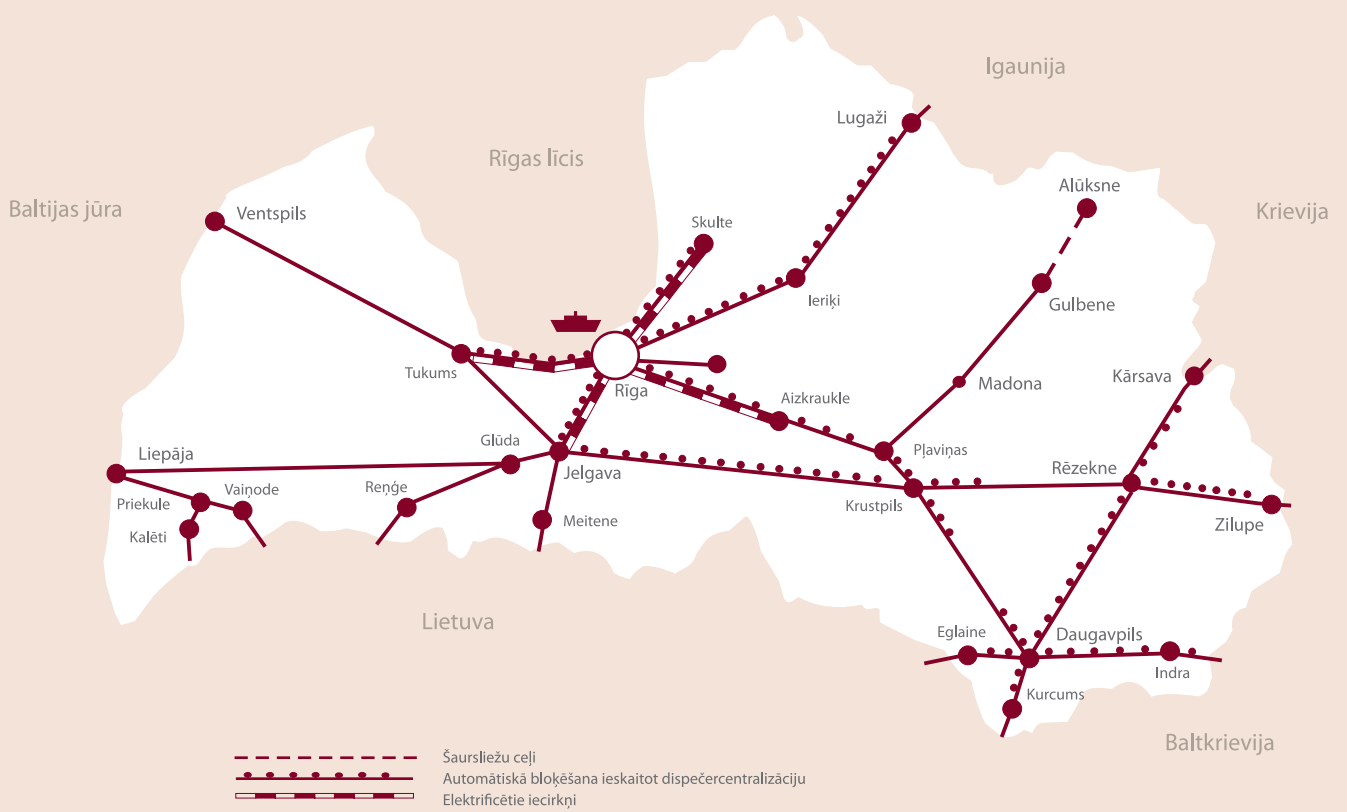 Igaunija
Lugaži
Rīgas līcis
Alūksne
Baltijas jūra
Ventspils
Krievija
Skulte
Ieriķi
Gulbene
Tukums
Rīga
Madona
Kārsava
Aizkraukle
Glūda
Liepāja
Jelgava
Pļaviņas
Rēzekne
Priekule
Vaiņode
Reņģe
Krustpils
Meitene
Zilupe
Kalēti
Lietuva
Eglaine
Daugavpils
Indra
Kurcums
Baltkrievija
Šaursliežu ceļi
Automātiskā bloķēšana ieskaitot dispečercentralizāciju
Elektrificētie iecirkņi